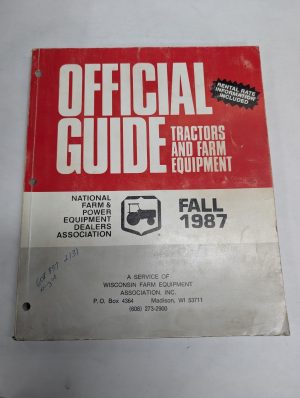 OFFICIAL
GUIDE
RENTAL RATE
INFORMATION
INCLUDED
TRACTORS
AND FARM
EQUIPMENT
NATIONAL
FARM &
POWER
EQUIPMENT
DEALERS
ASSOCIATION
FALL
1987
A SERVICE OF
WISCONSIN FARM EQUIPMENT
ASSOCIATION, INC.
P. O. Box 4364 Madison, WI 53711
(608) 273-2900